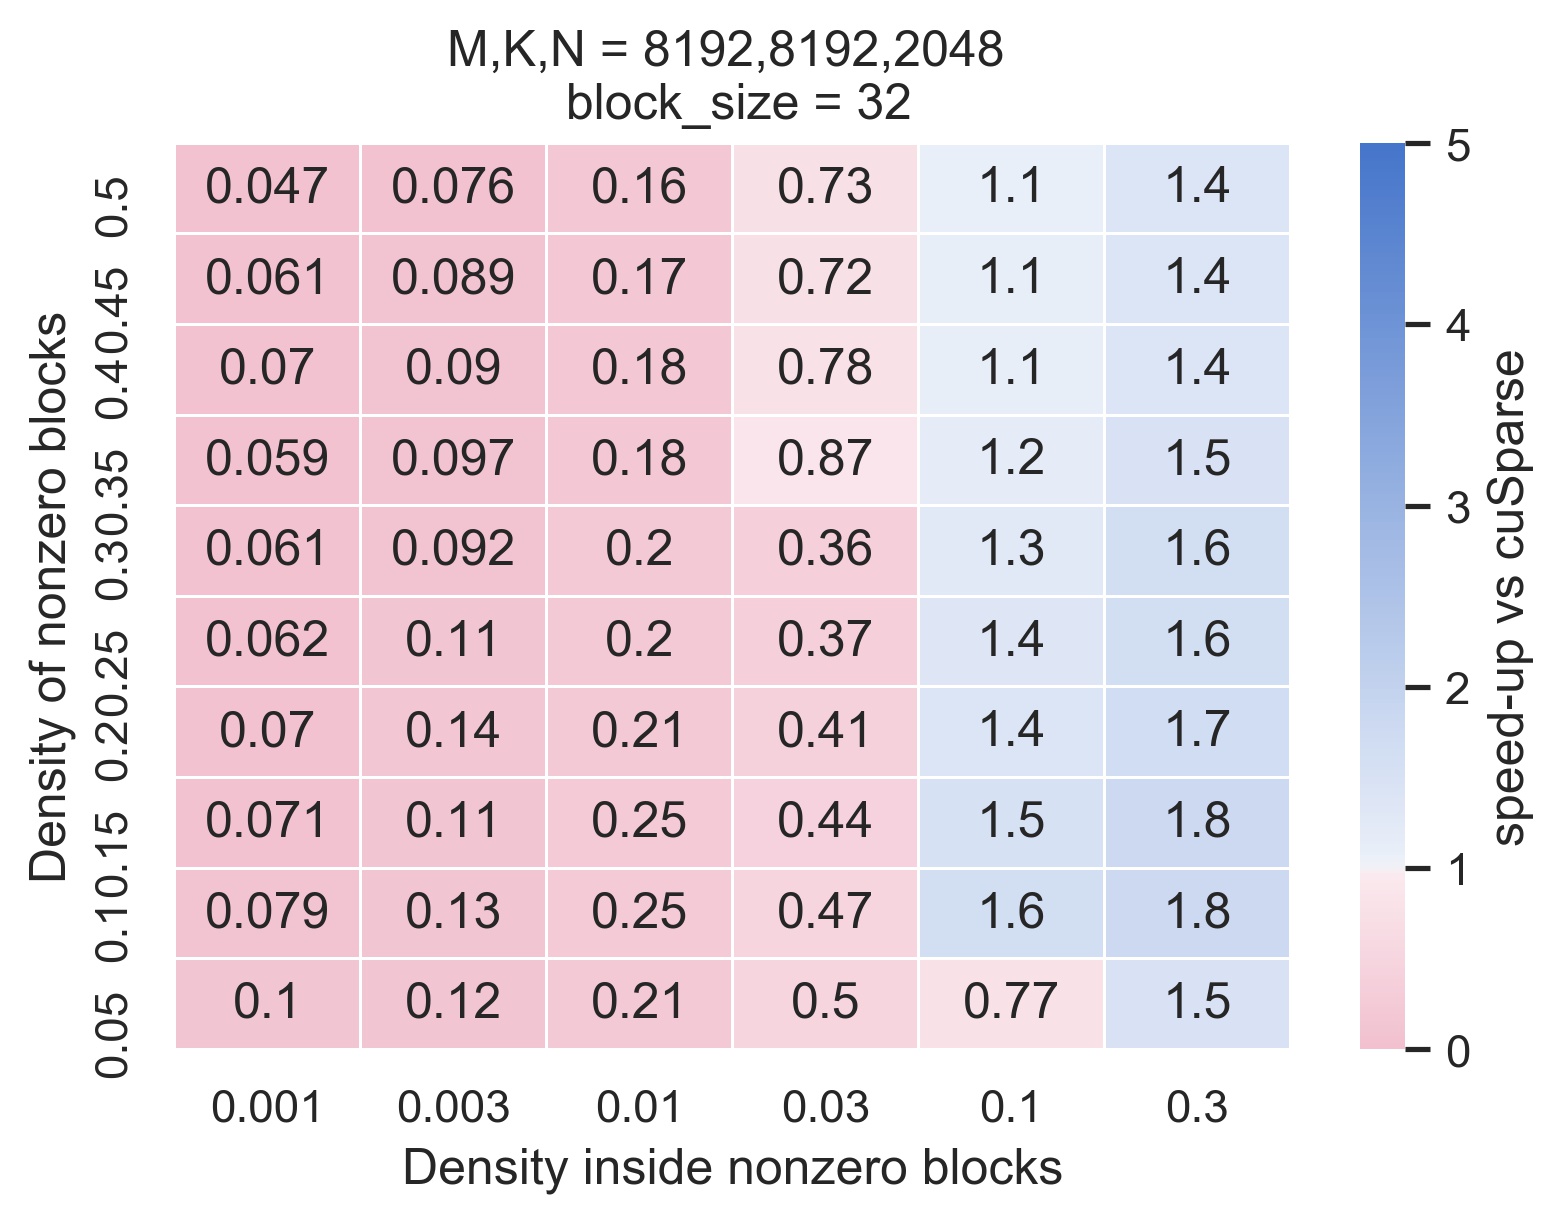 M,K,N = 8192,8192,2048
block_size = 32
Density of nonzero blocks
0.5 0.047 0.076 0.16 0.73 1.1 1.4
0.45 0.061 0.089 0.17 0.72 1.1 1.4
0.4 0.07 0.09 0.18 0.78 1.1 1.4
0.35 0.059 0.097 0.18 0.87 1.2 1.5
0.3 0.061 0.092 0.2 0.36 1.3 1.6
0.25 0.062 0.11 0.2 0.37 1.4 1.6
0.2 0.07 0.14 0.21 0.41 1.4 1.7
0.15 0.071 0.11 0.25 0.44 1.5 1.8
0.1 0.079 0.13 0.25 0.47 1.6 1.8
0.05 0.1 0.12 0.21 0.5 0.77 1.5
0.001 0.003 0.01 0.03 0.1 0.3
Density inside nonzero blocks
5
4
3
2
1
0
speed-up vs cuSparse